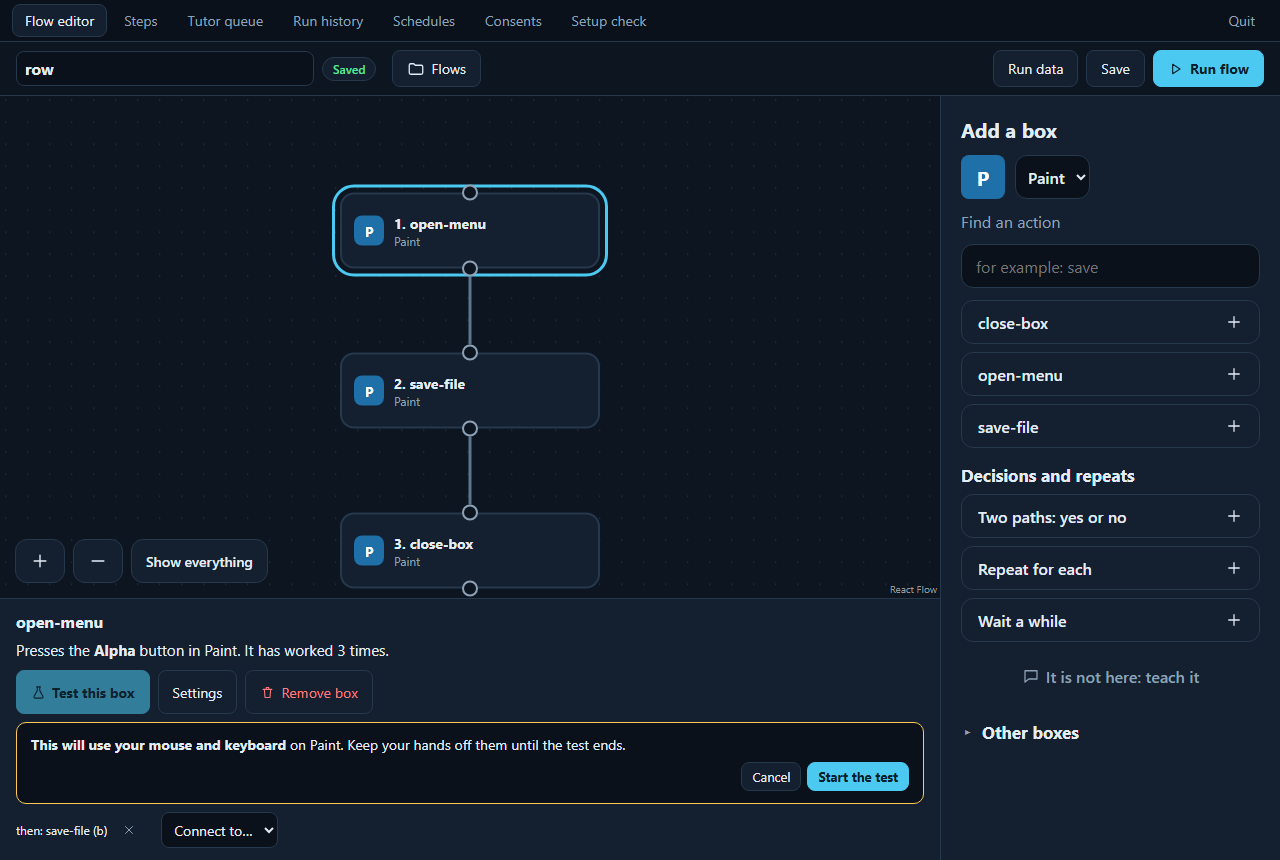 Flow editor
Steps
Tutor queue
Run history
Schedules
Consents
Setup check
Quit
row
Saved
Flows
Run data
Save
Run flow
P
1. open-menu
Paint
P
2. save-file
Paint
P
3. close-box
Paint
+
−
Show everything
React Flow
open-menu
Presses the Alpha button in Paint. It has worked 3 times.
Test this box
Settings
Remove box
This will use your mouse and keyboard on Paint. Keep your hands off them until the test ends.
Cancel
Start the test
then: save-file (b)
Connect to...
Add a box
P
Paint
Find an action
for example: save
close-box
open-menu
save-file
Decisions and repeats
Two paths: yes or no
Repeat for each
Wait a while
It is not here: teach it
Other boxes